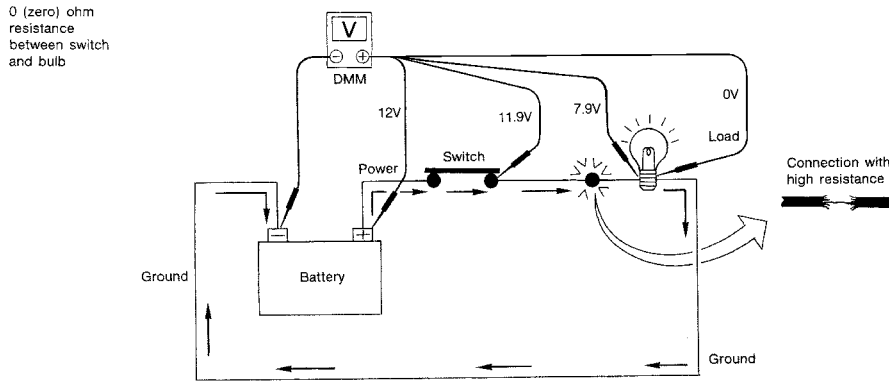 0 (zero) ohm
resistance
between switch
and bulb
V
− +
DMM
12V
11.9V
7.9V
0V
Load
Power
Switch
Connection with
high resistance
− +
Battery
Ground
Ground